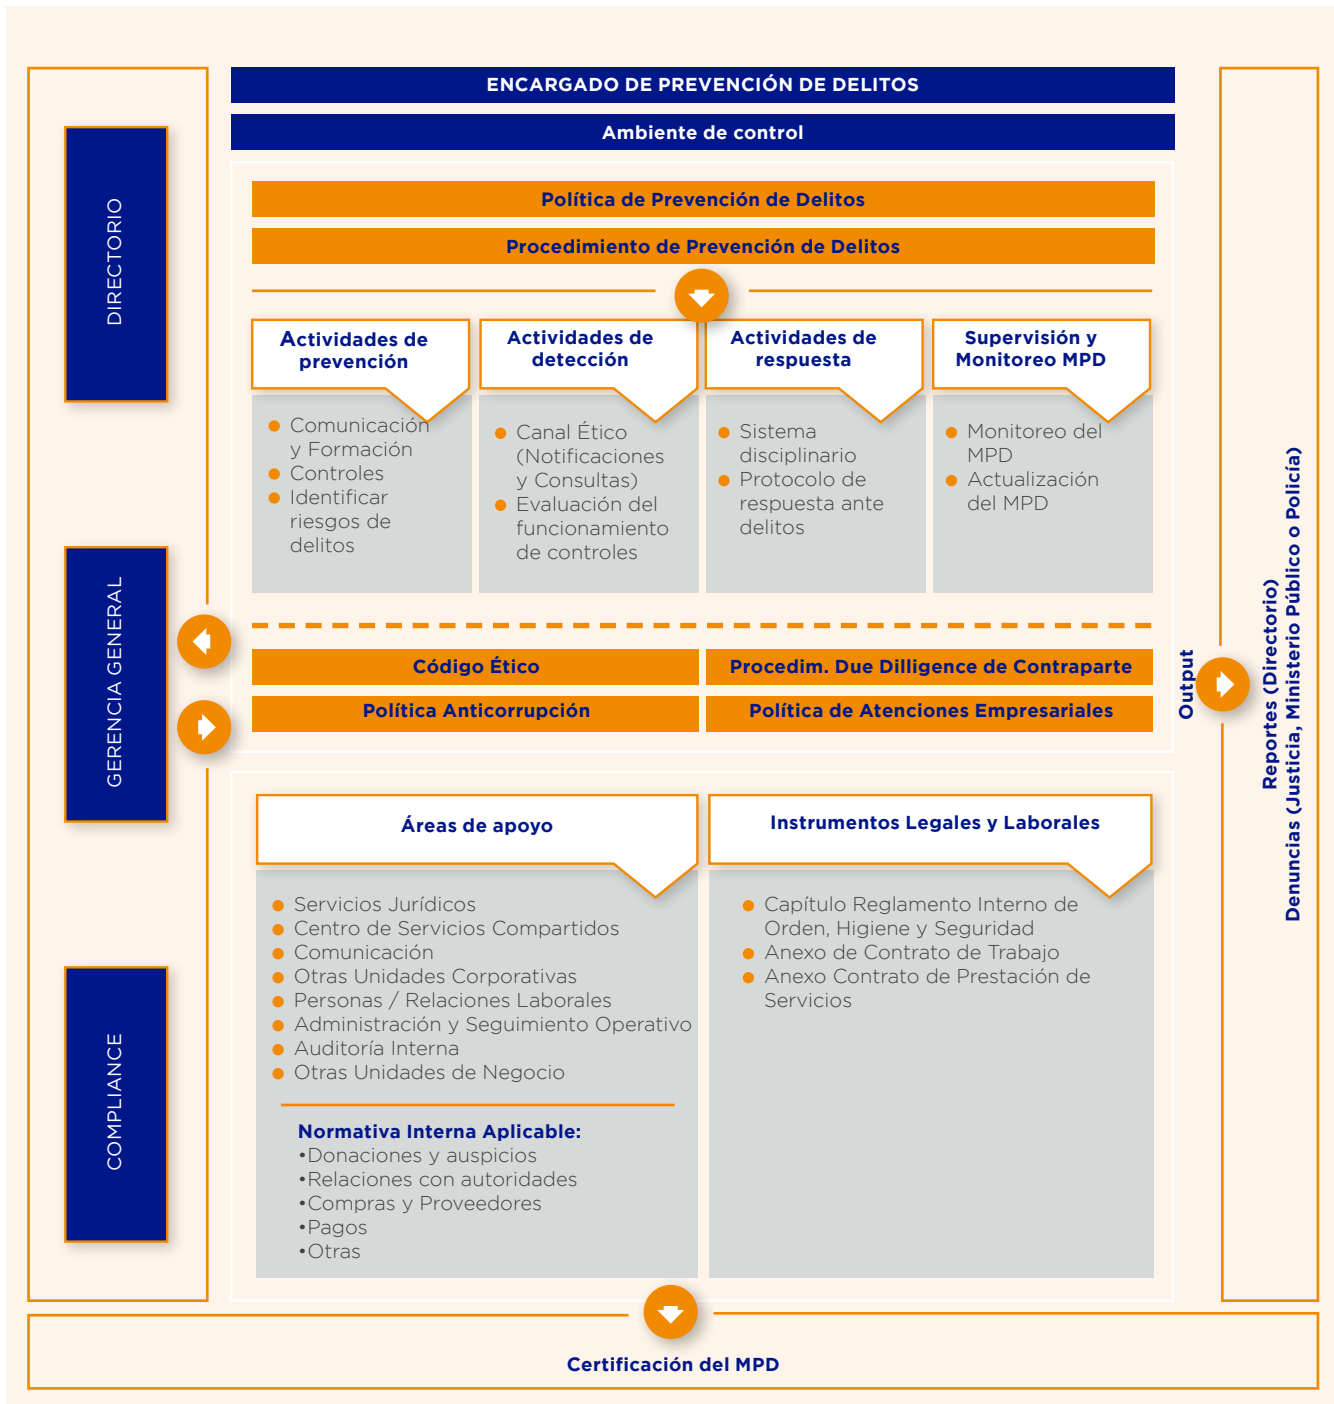 ENCARGADO DE PREVENCIÓN DE DELITOS
Ambiente de control
DIRECTORIO
GERENCIA GENERAL
COMPLIANCE
Política de Prevención de Delitos
Procedimiento de Prevención de Delitos
Actividades de
prevención
● Comunicación
y Formación
● Controles
● Identificar
riesgos de
delitos
Actividades de
detección
● Canal Ético
(Notificaciones
y Consultas)
● Evaluación del
funcionamiento
de controles
Actividades de
respuesta
● Sistema
disciplinario
● Protocolo de
respuesta ante
delitos
Supervisión y
Monitoreo MPD
● Monitoreo del
MPD
● Actualización
del MPD
Código Ético
Procedim. Due Dilligence de Contraparte
Política Anticorrupción
Política de Atenciones Empresariales
Output
Reportes (Directorio)
Denuncias (Justicia, Ministerio Público o Policía)
Áreas de apoyo
● Servicios Jurídicos
● Centro de Servicios Compartidos
● Comunicación
● Otras Unidades Corporativas
● Personas / Relaciones Laborales
● Administración y Seguimiento Operativo
● Auditoría Interna
● Otras Unidades de Negocio
Normativa Interna Aplicable:
•Donaciones y auspicios
•Relaciones con autoridades
•Compras y Proveedores
•Pagos
•Otras
Instrumentos Legales y Laborales
● Capítulo Reglamento Interno de
Orden, Higiene y Seguridad
● Anexo de Contrato de Trabajo
● Anexo Contrato de Prestación de
Servicios
Certificación del MPD